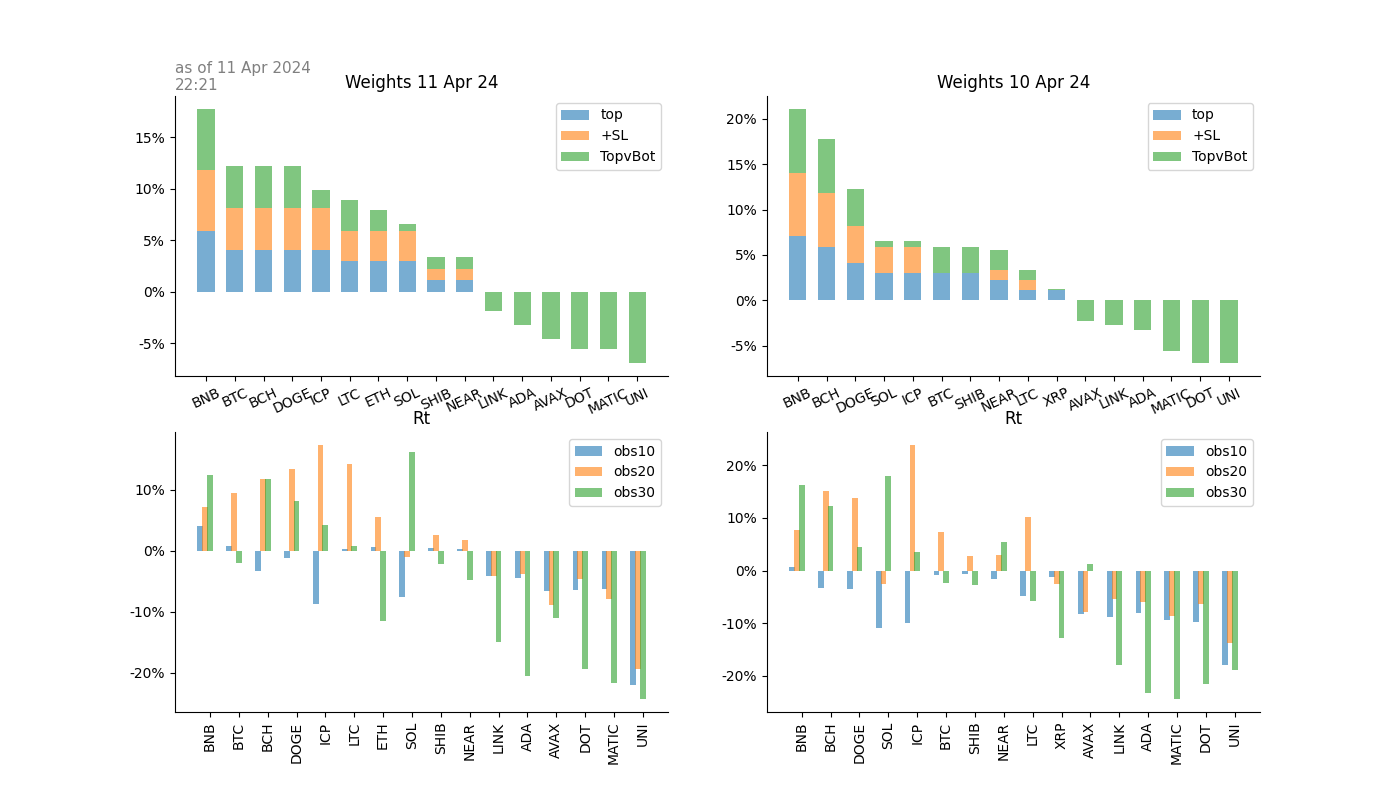 as of 11 Apr 2024
22:21
Weights 11 Apr 24
top
+SL
TopvBot
15%
10%
5%
0%
-5%
BNB BTC BCH DOGE ICP LTC ETH SOL SHIB NEAR LINK ADA AVAX DOT MATIC UNI
Weights 10 Apr 24
top
+SL
TopvBot
20%
15%
10%
5%
0%
-5%
BNB BCH DOGE SOL ICP BTC SHIB NEAR LTC XRP AVAX LINK ADA MATIC DOT UNI
Rt
obs10
obs20
obs30
10%
0%
-10%
-20%
BNB BTC BCH DOGE ICP LTC ETH SOL SHIB NEAR LINK ADA AVAX DOT MATIC UNI
Rt
obs10
obs20
obs30
20%
10%
0%
-10%
-20%
BNB BCH DOGE SOL ICP BTC SHIB NEAR LTC XRP AVAX LINK ADA MATIC DOT UNI